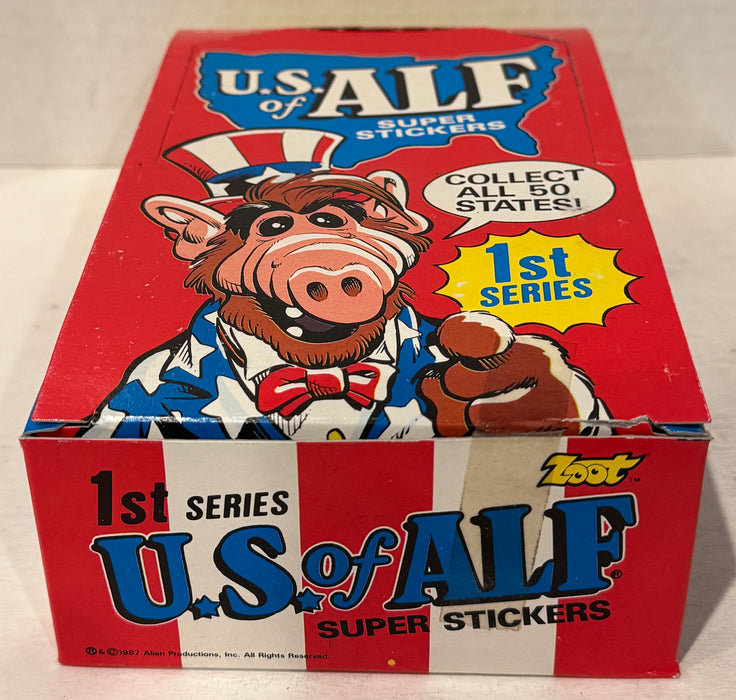 U.S.
of ALF
SUPER
STICKERS
COLLECT
ALL 50
STATES!
1st
SERIES
Zoot™
1st SERIES
U.S. of ALF®
SUPER STICKERS
® & ©1987 Alien Productions, Inc. All Rights Reserved.